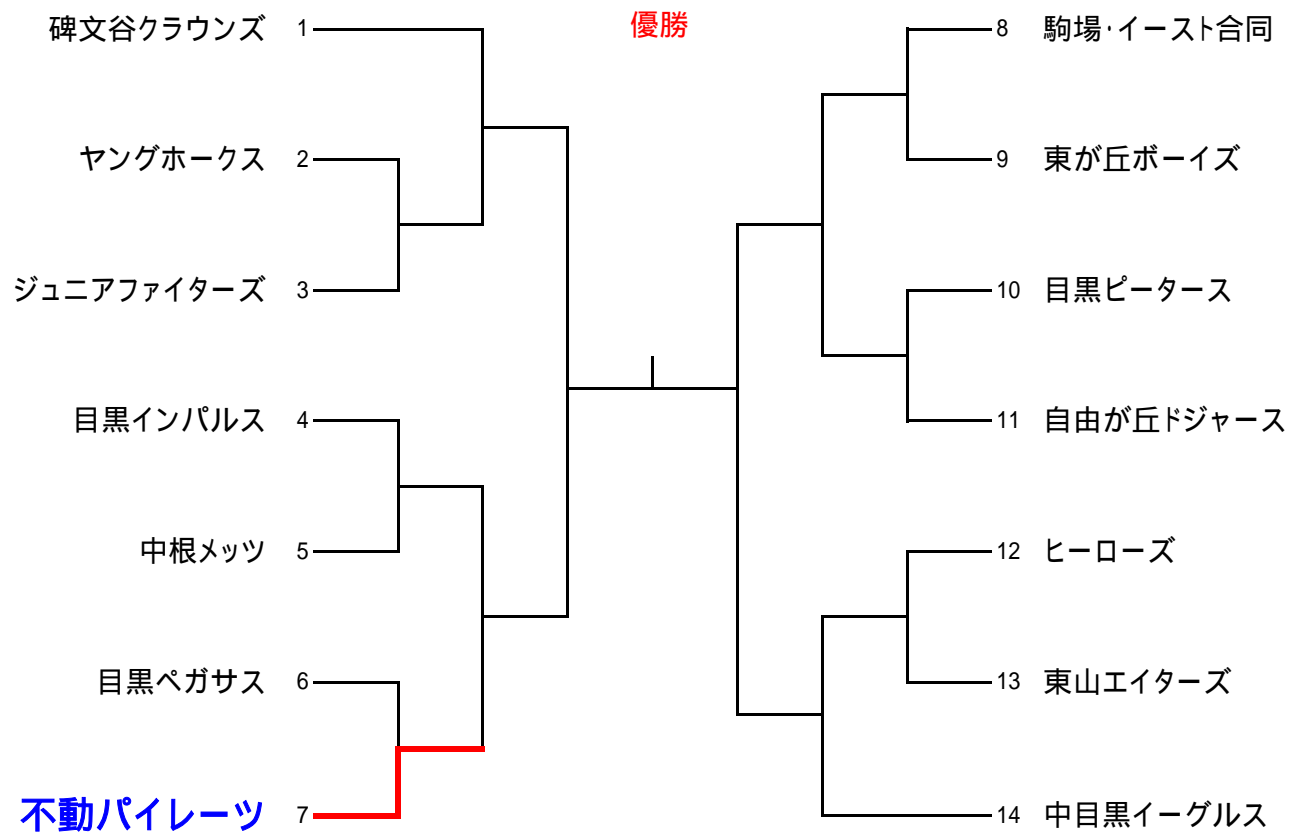 優勝
碑文谷クラウンズ 1
ヤングホークス 2
ジュニアファイターズ 3
目黒インパルス 4
中根メッツ 5
目黒ペガサス 6
不動パイレーツ 7
8 駒場・イースト合同
9 東が丘ボーイズ
10 目黒ピータース
11 自由が丘ドジャース
12 ヒーローズ
13 東山エイターズ
14 中目黒イーグルス